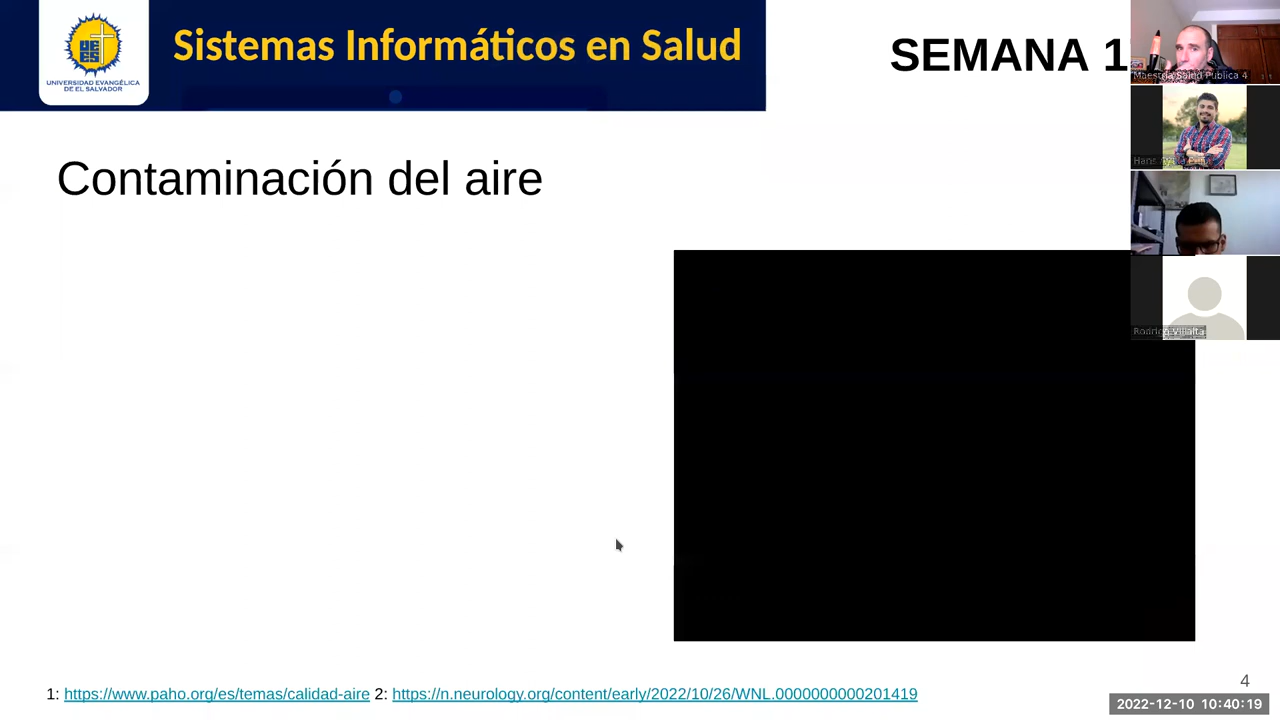 Sistemas Informáticos en Salud
SEMANA 1
UNIVERSIDAD EVANGÉLICA
DE EL SALVADOR
Maestria Salud Publica 4
Contaminación del aire
Rodrigo Villalta
1: https://www.paho.org/es/temas/calidad-aire 2: https://n.neurology.org/content/early/2022/10/26/WNL.0000000000201419
4
2022-12-10 10:40:19